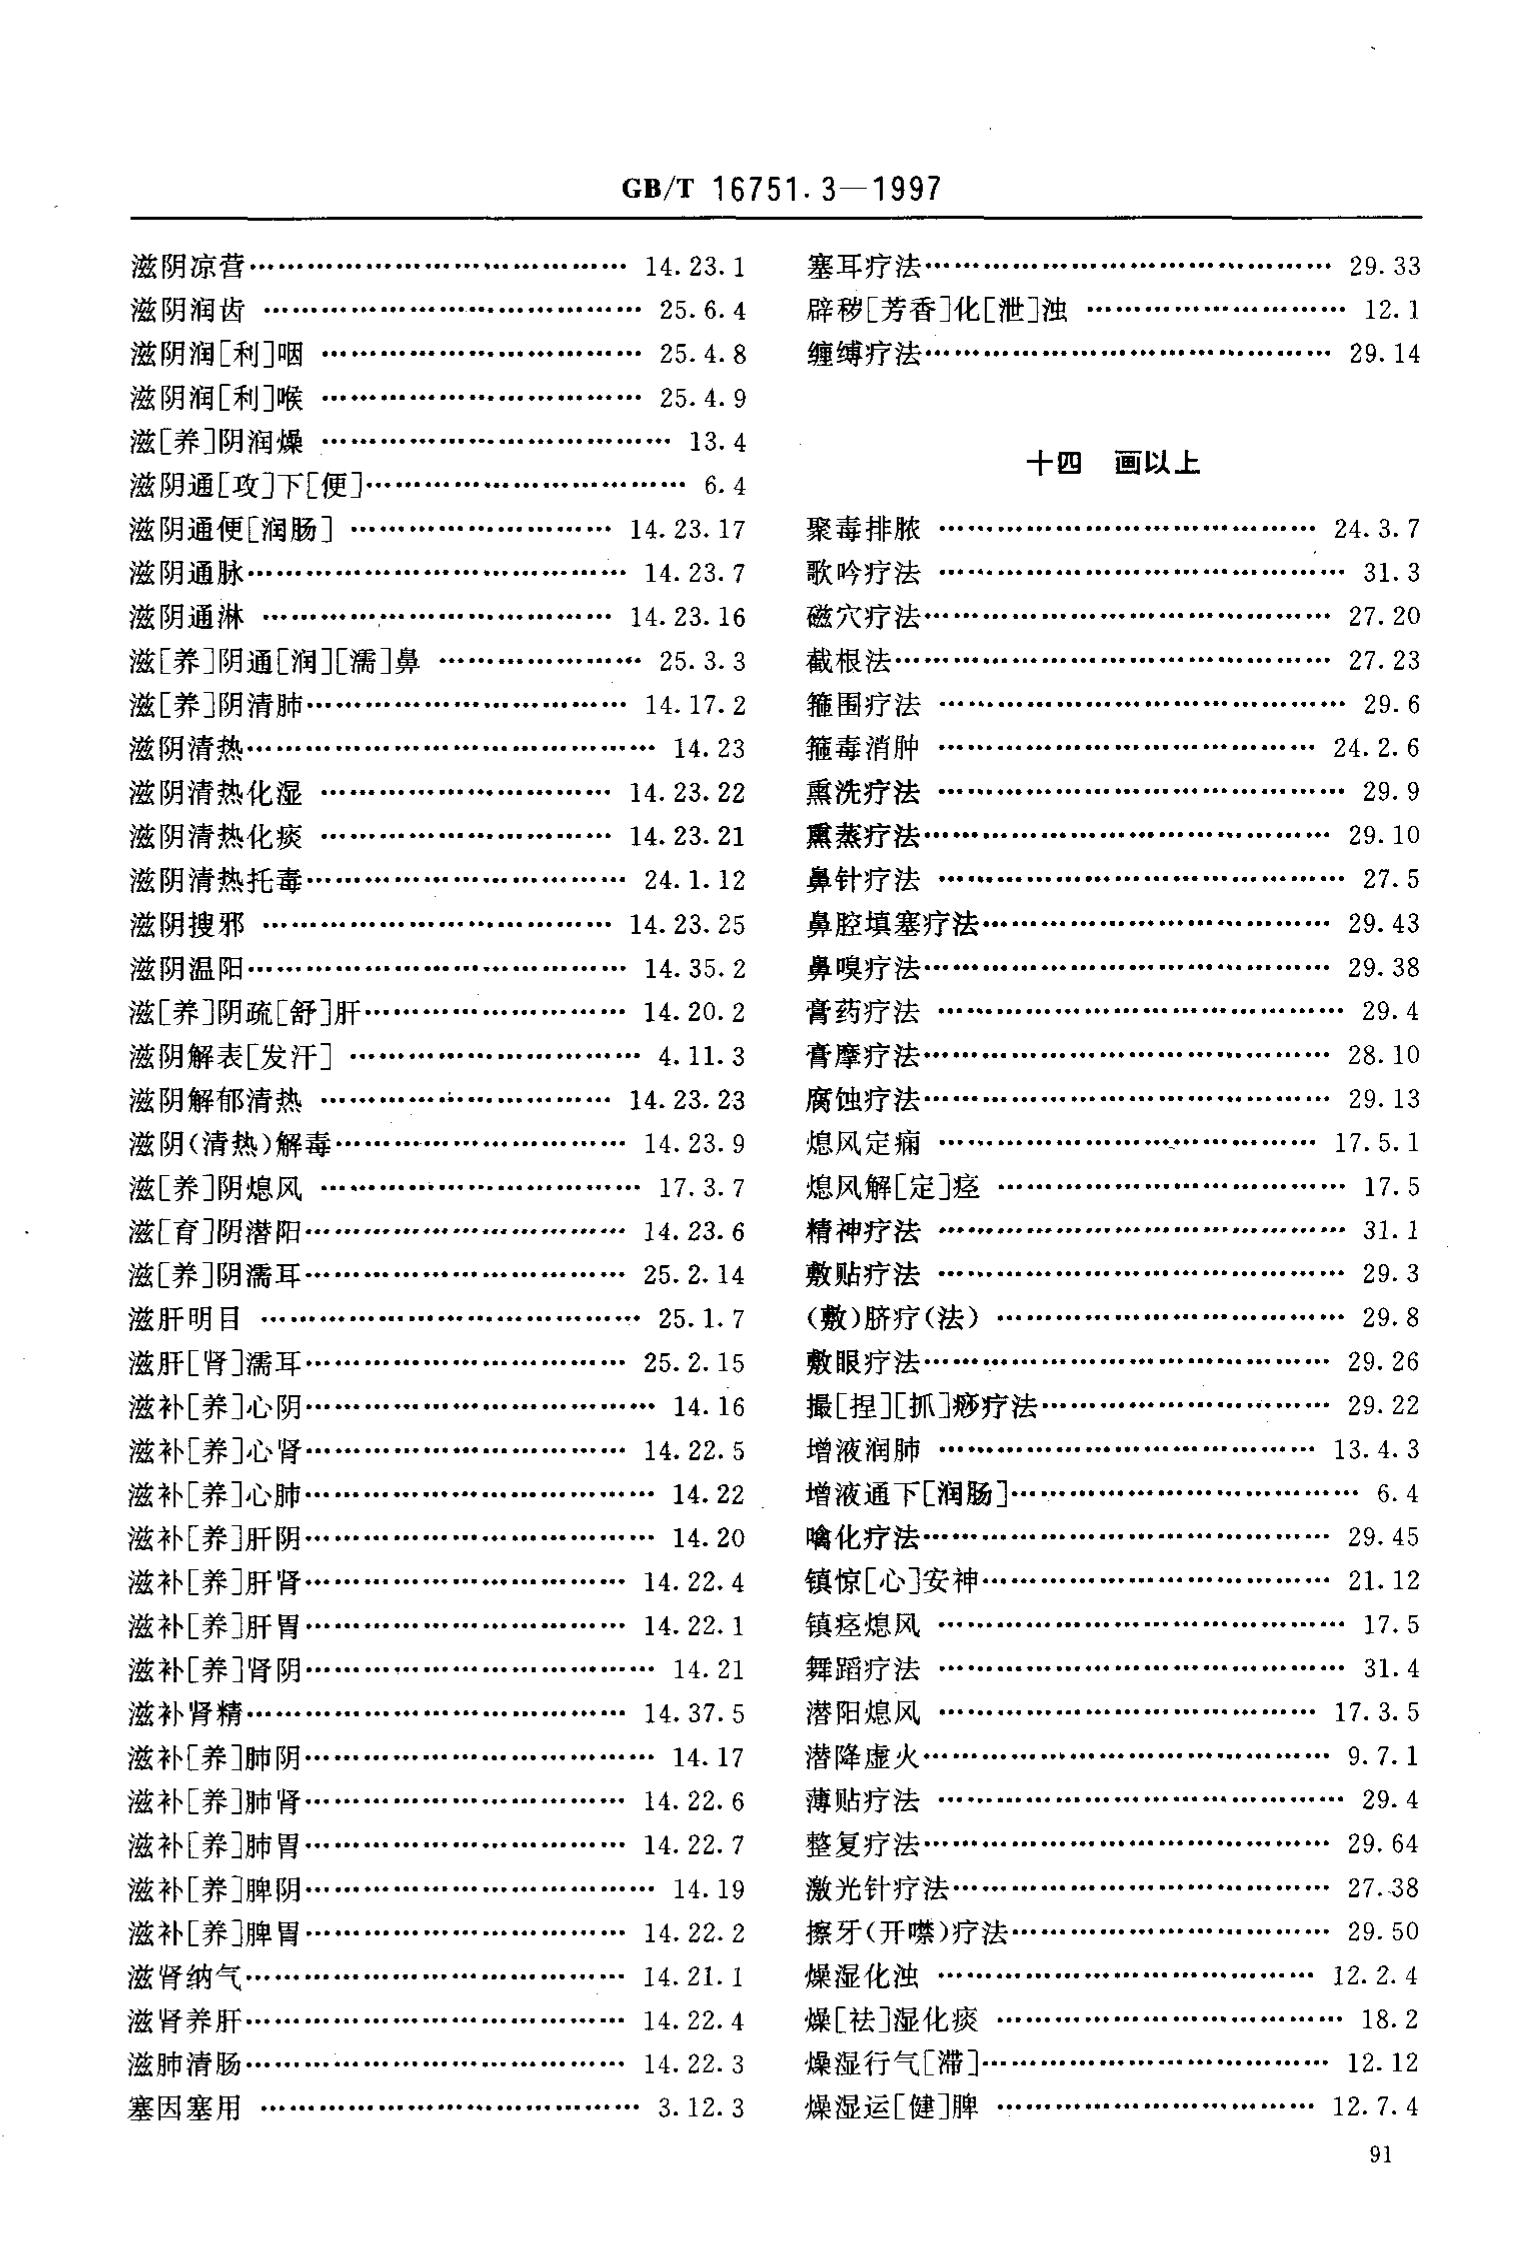 GB/T 16751.3—1997
滋阴凉营…… 14.23.1
滋阴润齿 …… 25.6.4
滋阴润[利]咽 …… 25.4.8
滋阴润[利]喉 …… 25.4.9
滋[养]阴润燥 …… 13.4
滋阴通[攻]下[便]…… 6.4
滋阴通便[润肠] …… 14.23.17
滋阴通脉…… 14.23.7
滋阴通淋 …… 14.23.16
滋[养]阴通[润][濡]鼻 …… 25.3.3
滋[养]阴清肺…… 14.17.2
滋阴清热…… 14.23
滋阴清热化湿 …… 14.23.22
滋阴清热化痰 …… 14.23.21
滋阴清热托毒…… 24.1.12
滋阴搜邪 …… 14.23.25
滋阴温阳…… 14.35.2
滋[养]阴疏[舒]肝…… 14.20.2
滋阴解表[发汗] …… 4.11.3
滋阴解郁清热 …… 14.23.23
滋阴(清热)解毒…… 14.23.9
滋[养]阴熄风 …… 17.3.7
滋[育]阴潜阳…… 14.23.6
滋[养]阴濡耳…… 25.2.14
滋肝明目 …… 25.1.7
滋肝[肾]濡耳…… 25.2.15
滋补[养]心阴…… 14.16
滋补[养]心肾…… 14.22.5
滋补[养]心肺…… 14.22
滋补[养]肝阴…… 14.20
滋补[养]肝肾…… 14.22.4
滋补[养]肝胃…… 14.22.1
滋补[养]肾阴…… 14.21
滋补肾精…… 14.37.5
滋补[养]肺阴…… 14.17
滋补[养]肺肾…… 14.22.6
滋补[养]肺胃…… 14.22.7
滋补[养]脾阴…… 14.19
滋补[养]脾胃…… 14.22.2
滋肾纳气…… 14.21.1
滋肾养肝…… 14.22.4
滋肺清肠…… 14.22.3
塞因塞用 …… 3.12.3
塞耳疗法…… 29.33
辟秽[芳香]化[泄]浊 …… 12.1
缠缚疗法…… 29.14
十四 画以上
聚毒排脓 …… 24.3.7
歌吟疗法 …… 31.3
磁穴疗法…… 27.20
截根法…… 27.23
箍围疗法 …… 29.6
箍毒消肿 …… 24.2.6
熏洗疗法 …… 29.9
熏蒸疗法…… 29.10
鼻针疗法 …… 27.5
鼻腔填塞疗法…… 29.43
鼻嗅疗法…… 29.38
膏药疗法 …… 29.4
膏摩疗法…… 28.10
腐蚀疗法…… 29.13
熄风定痫 …… 17.5.1
熄风解[定]痉 …… 17.5
精神疗法 …… 31.1
敷贴疗法 …… 29.3
(敷)脐疗(法) …… 29.8
敷眼疗法…… 29.26
撮[捏][抓]痧疗法…… 29.22
增液润肺 …… 13.4.3
增液通下[润肠]…… 6.4
噙化疗法…… 29.45
镇惊[心]安神…… 21.12
镇痉熄风 …… 17.5
舞蹈疗法 …… 31.4
潜阳熄风 …… 17.3.5
潜降虚火…… 9.7.1
薄贴疗法 …… 29.4
整复疗法…… 29.64
激光针疗法…… 27.38
擦牙(开噤)疗法…… 29.50
燥湿化浊 …… 12.2.4
燥[祛]湿化痰 …… 18.2
燥湿行气[滞]…… 12.12
燥湿运[健]脾 …… 12.7.4
91